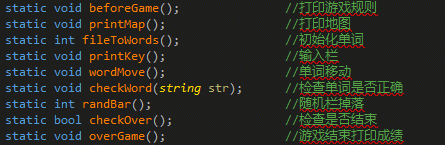 static void beforeGame(); //打印游戏规则
static void printMap(); //打印地图
static int fileToWords(); //初始化单词
static void printKey(); //输入栏
static void wordMove(); //单词移动
static void checkWord(string str); //检查单词是否正确
static int randBar(); //随机栏掉落
static bool checkOver(); //检查是否结束
static void overGame(); //游戏结束打印成绩